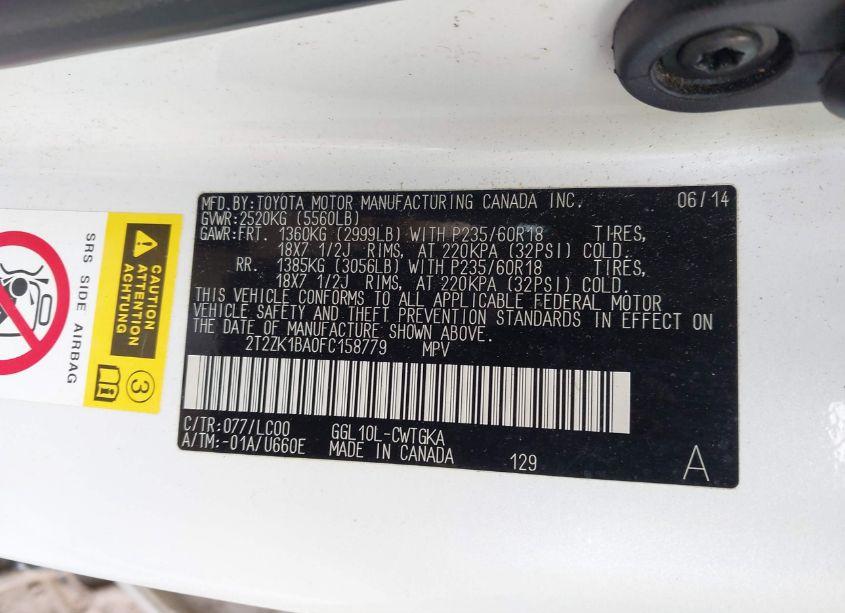 MFD.BY:TOYOTA MOTOR MANUFACTURING CANADA INC. 06/14
GVWR:2520KG (5560LB)
GAWR:FRT. 1360KG (2999LB) WITH P235/60R18 TIRES,
18X7 1/2J RIMS, AT 220KPA (32PSI) COLD.
RR. 1385KG (3056LB) WITH P235/60R18 TIRES,
18X7 1/2J RIMS, AT 220KPA (32PSI) COLD.
THIS VEHICLE CONFORMS TO ALL APPLICABLE FEDERAL MOTOR
VEHICLE SAFETY AND THEFT PREVENTION STANDARDS IN EFFECT ON
THE DATE OF MANUFACTURE SHOWN ABOVE.
2T2ZK1BA0FC158779 MPV
C/TR:077/LC00 GGL10L-CWTGKA
A/TM:-01A/U660E MADE IN CANADA 129 A
SRS SIDE AIRBAG
CAUTION
ATTENTION
ACHTUNG
3